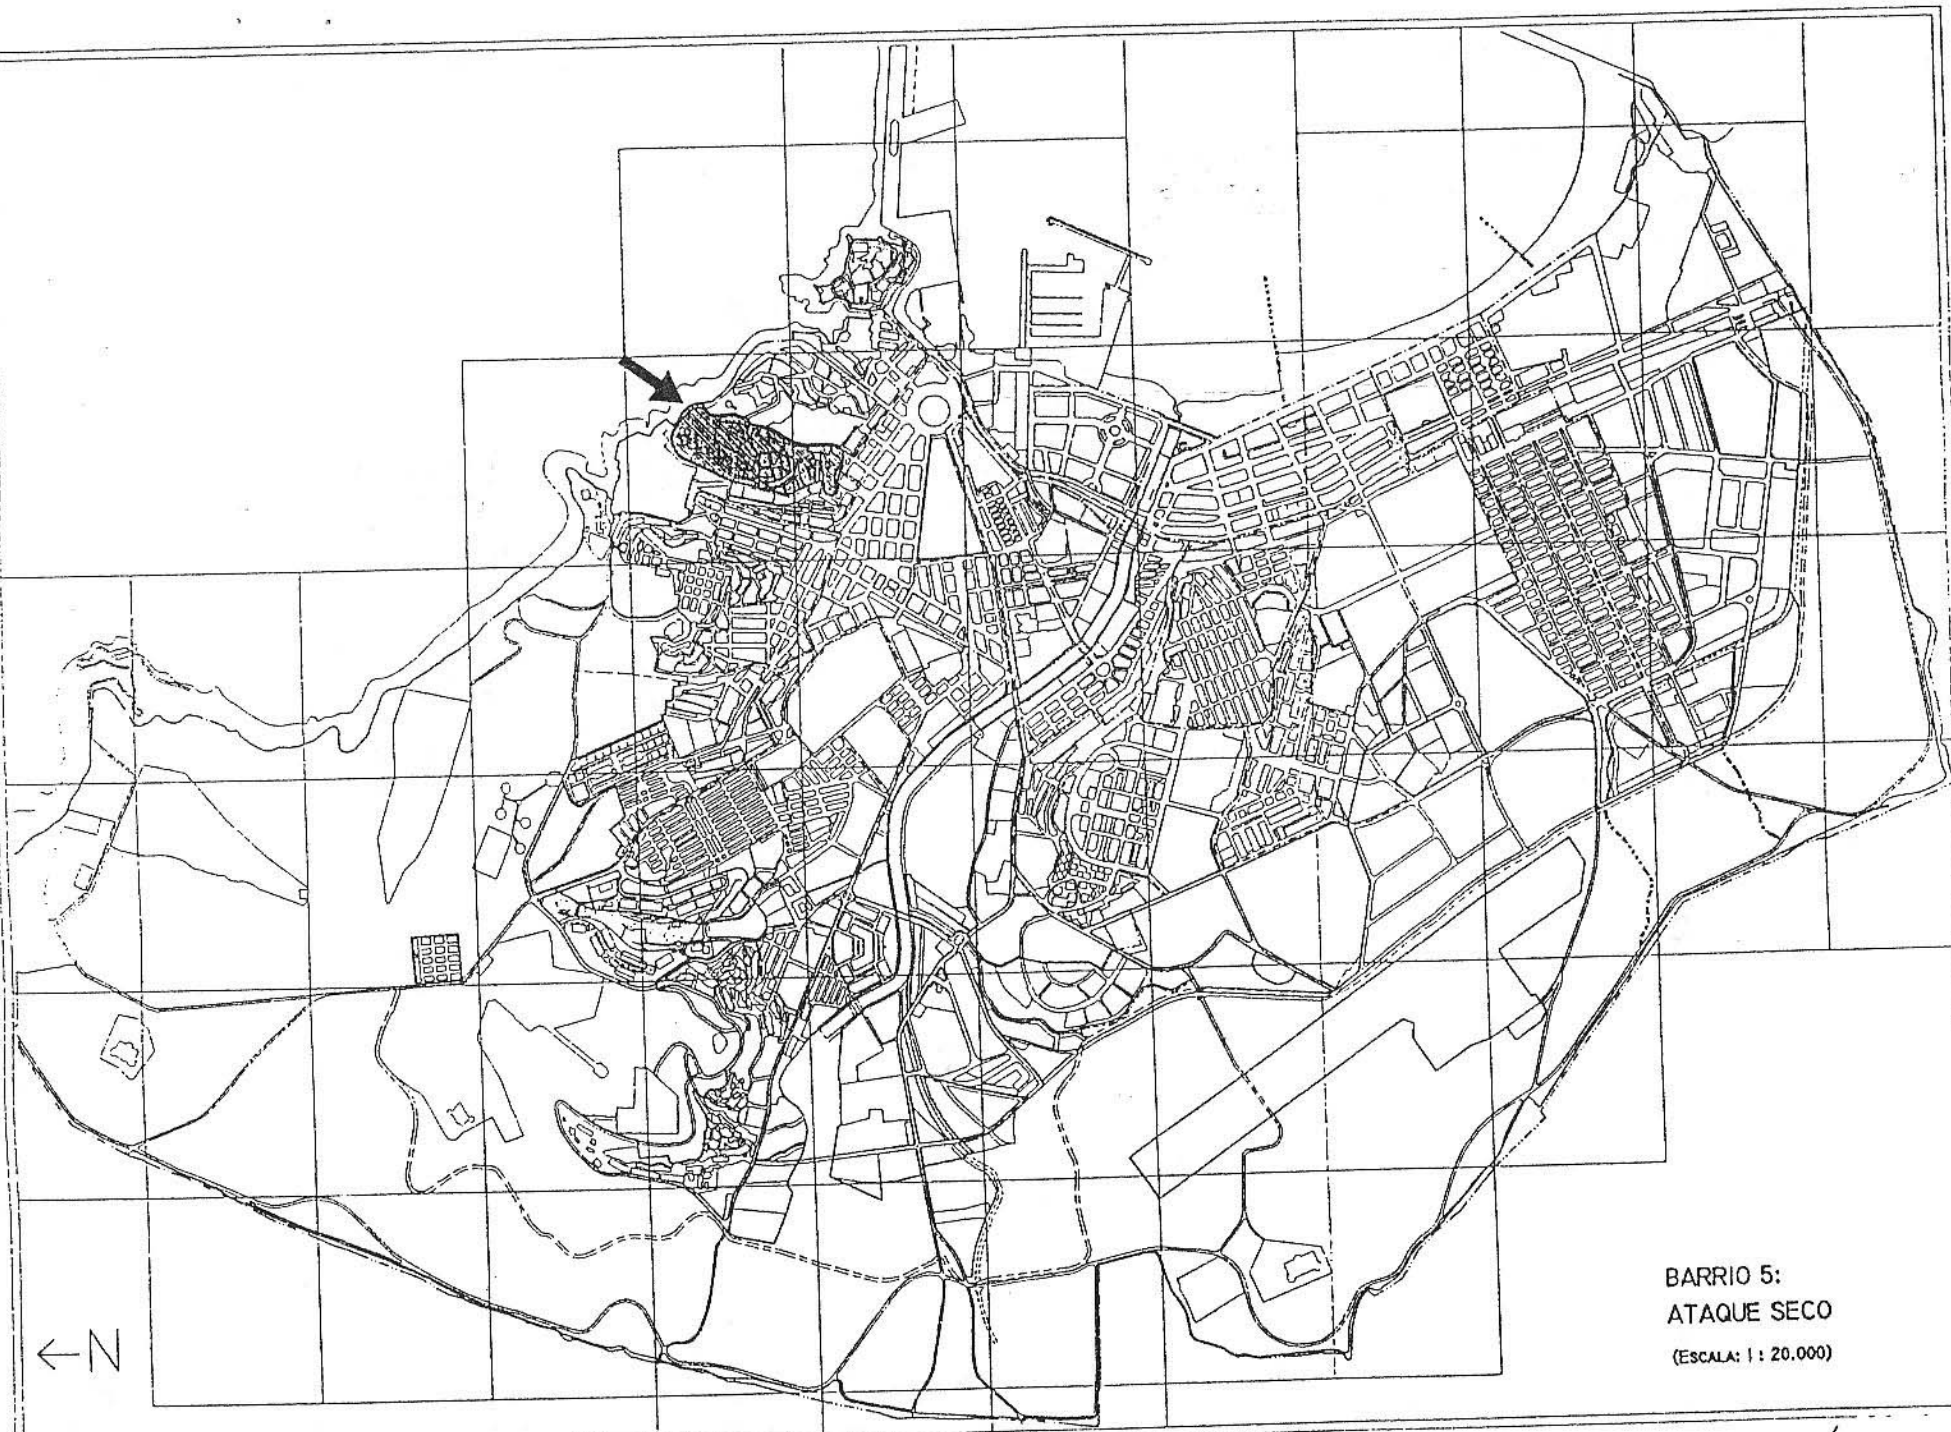 BARRIO 5:
ATAQUE SECO
(ESCALA: 1 : 20.000)
←N